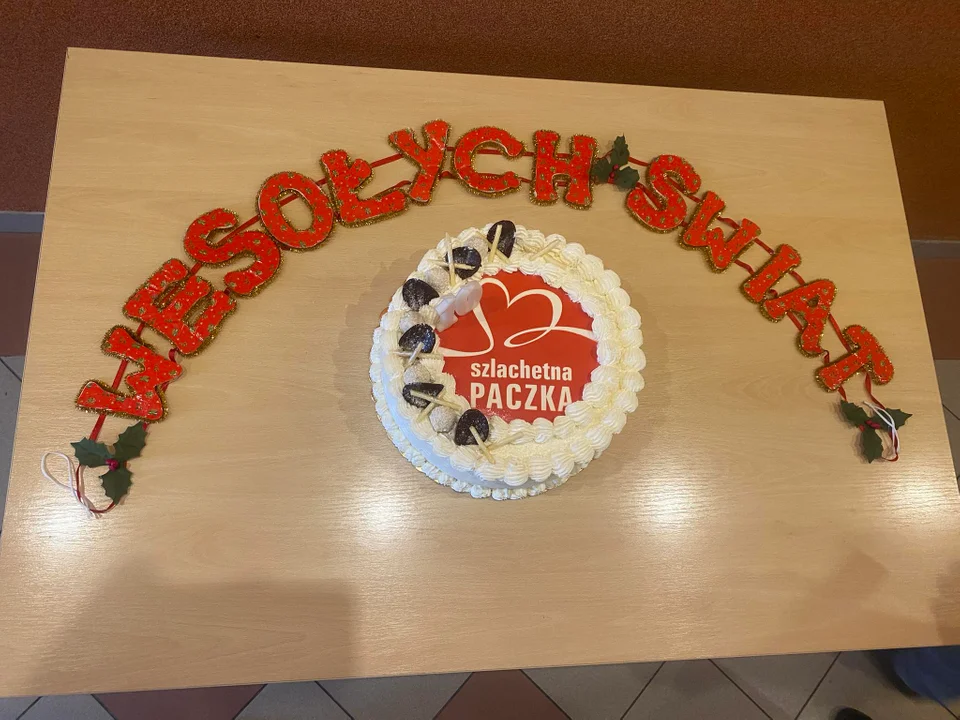 WESOŁYCH ŚWIĄT
szlachetna
PACZKA